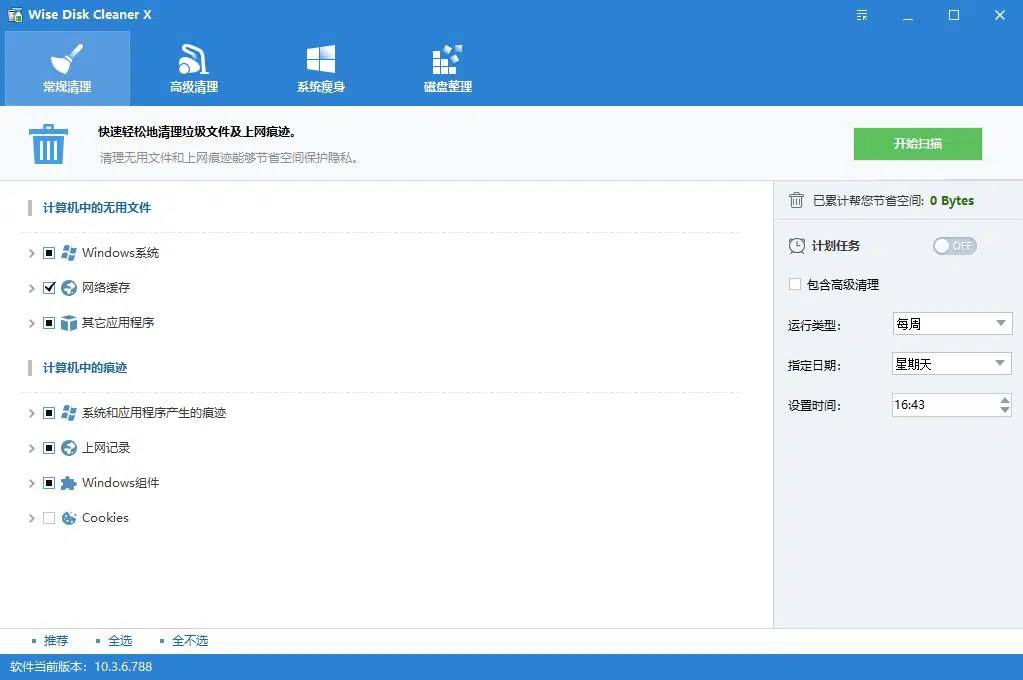 Wise Disk Cleaner X
常规清理
高级清理
系统瘦身
磁盘整理
快速轻松地清理垃圾文件及上网痕迹。
清理无用文件和上网痕迹能够节省空间保护隐私。
开始扫描
计算机中的无用文件
Windows系统
网络缓存
其它应用程序
计算机中的痕迹
系统和应用程序产生的痕迹
上网记录
Windows组件
Cookies
已累计帮您节省空间: 0 Bytes
计划任务 OFF
包含高级清理
运行类型: 每周
指定日期: 星期天
设置时间: 16:43
推荐 全选 全不选
软件当前版本: 10.3.6.788